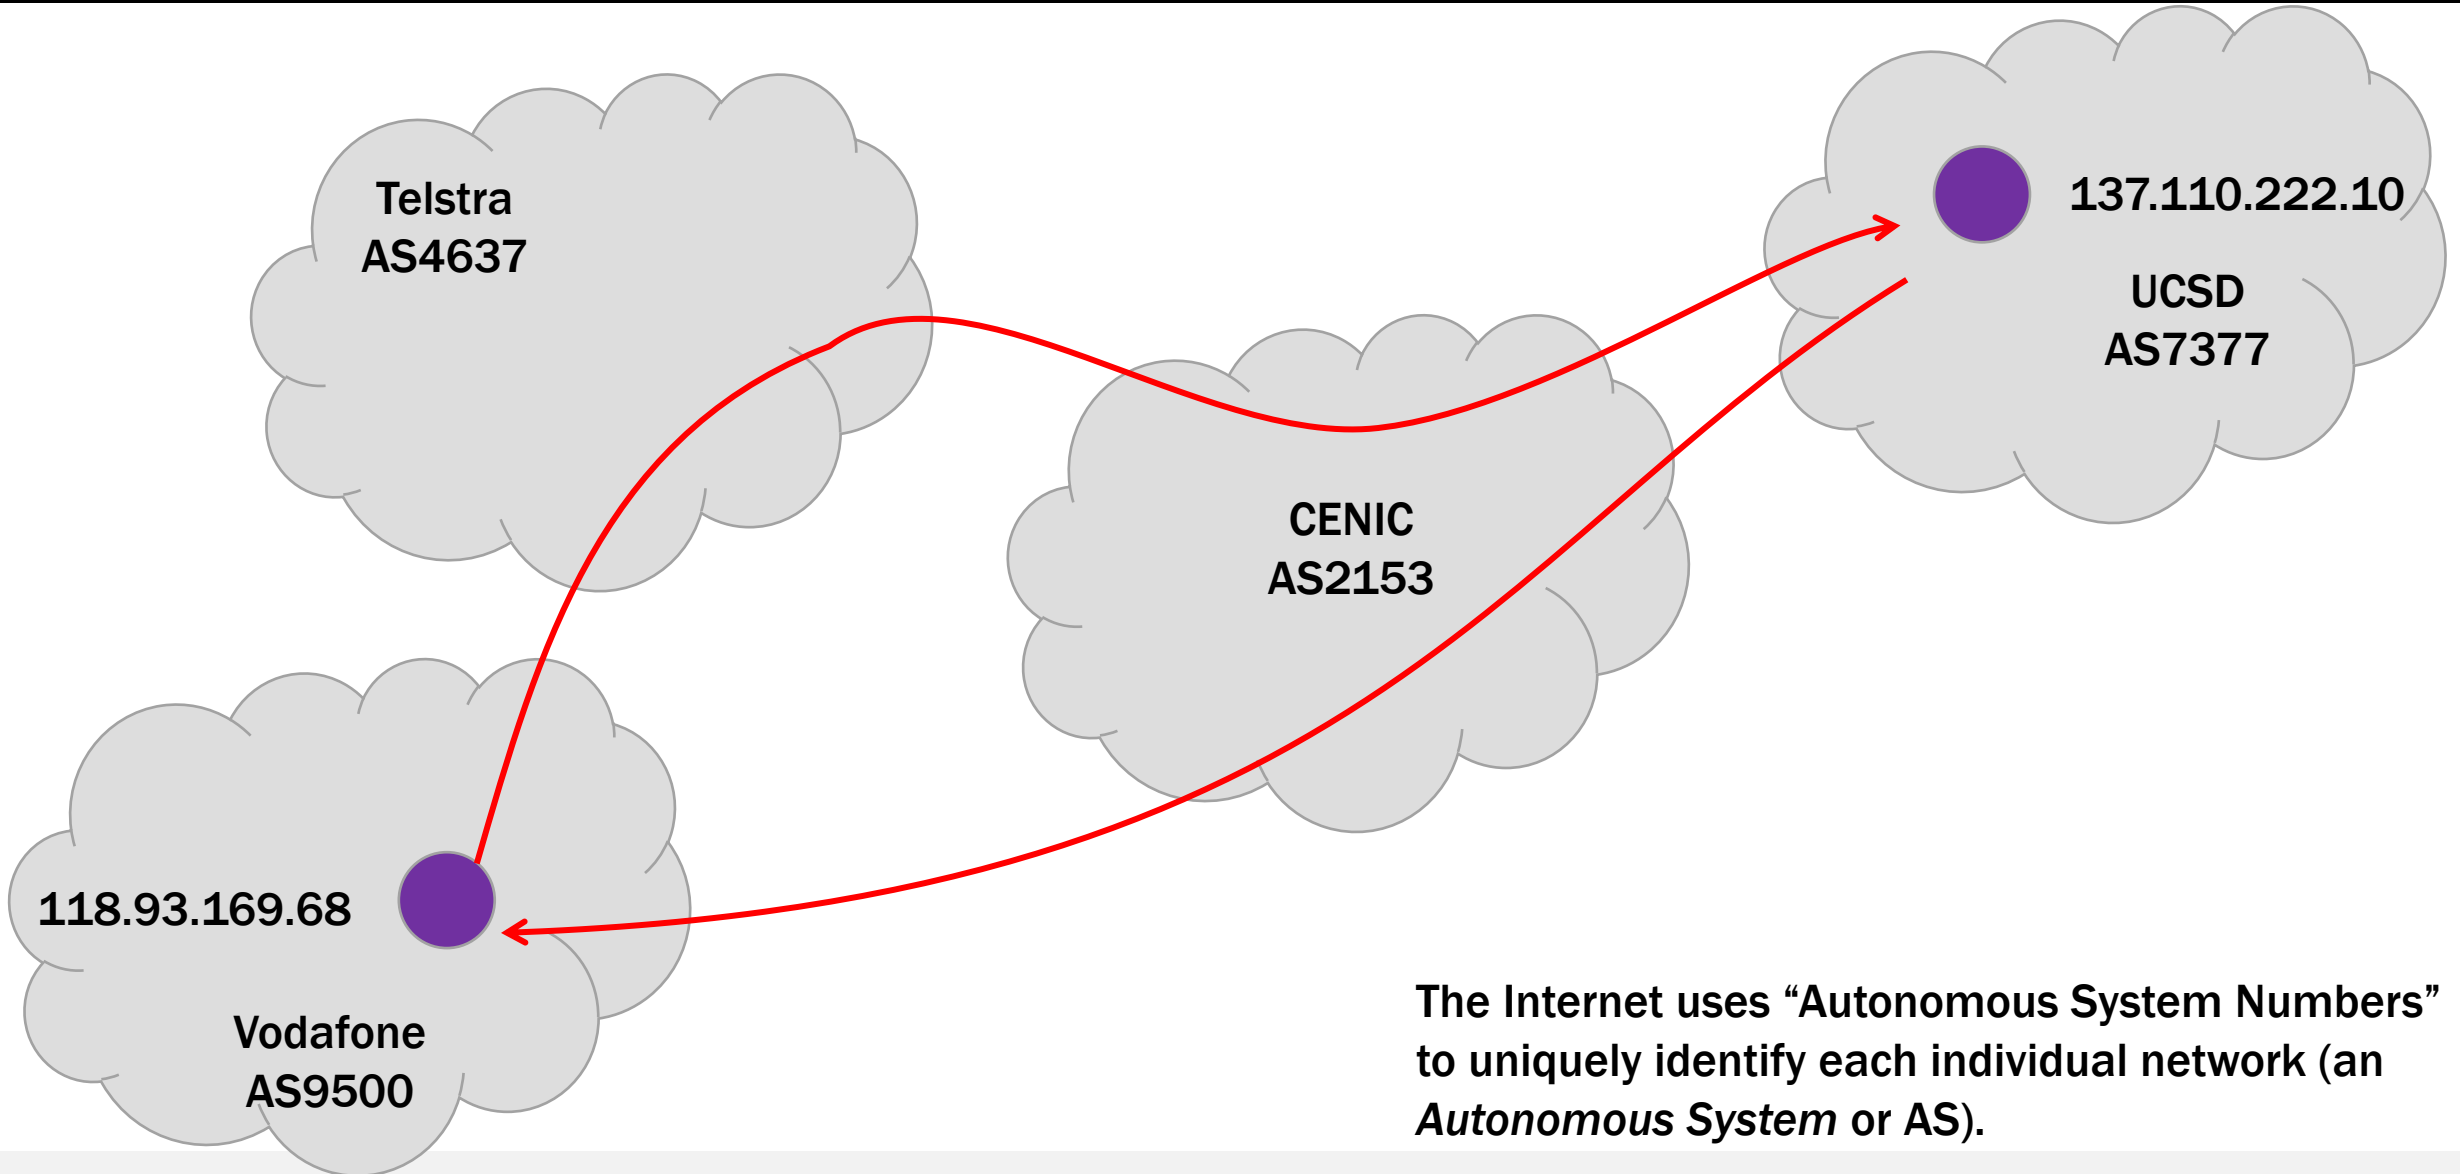 Telstra
AS4637
137.110.222.10
UCSD
AS7377
CENIC
AS2153
118.93.169.68
Vodafone
AS9500
The Internet uses “Autonomous System Numbers”
to uniquely identify each individual network (an
Autonomous System or AS).